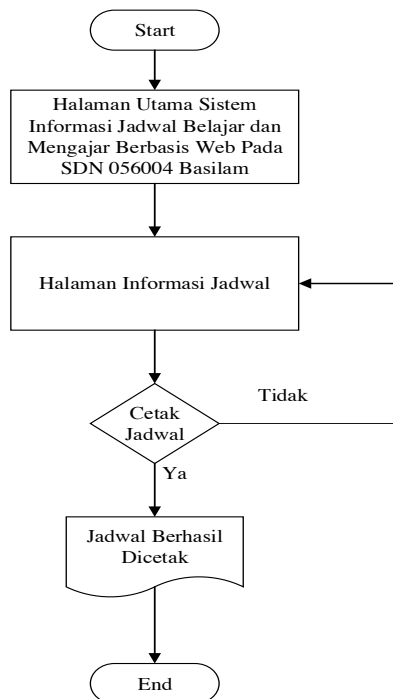 Start
Halaman Utama Sistem
Informasi Jadwal Belajar dan
Mengajar Berbasis Web Pada
SDN 056004 Basilam
Halaman Informasi Jadwal
Cetak
Jadwal
Tidak
Ya
Jadwal Berhasil
Dicetak
End